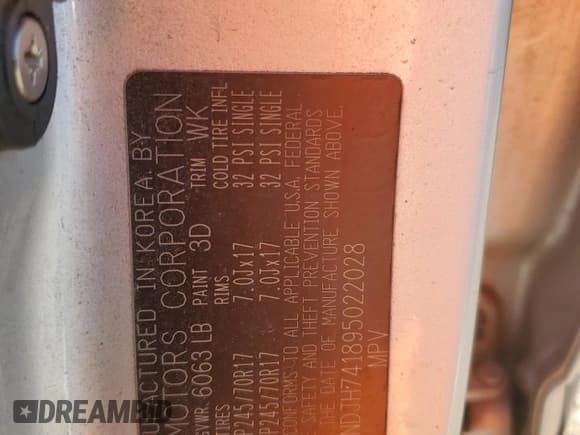 UFACTURED IN KOREA BY
MOTORS CORPORATION
GVWR: 6063 LB PAINT 3D TRIM WK
TIRES RIMS COLD TIRE INFL
P245/70R17 7.0Jx17 32 PSI SINGLE
P245/70R17 7.0Jx17 32 PSI SINGLE
CONFORMS TO ALL APPLICABLE U.S.A. FEDERAL
SAFETY AND THEFT PREVENTION STANDARDS
THE DATE OF MANUFACTURE SHOWN ABOVE.
NDJH741895022028
MPV
DIDABID.COM